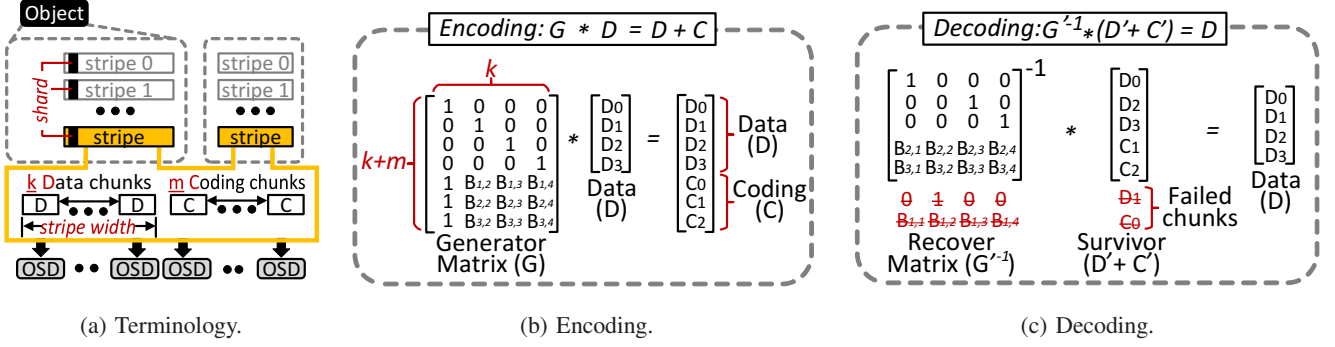 Object
stripe 0
stripe 1
stripe
shard
stripe 0
stripe 1
stripe
k Data chunks
m Coding chunks
D D C C
stripe width
OSD OSD OSD OSD
(a) Terminology.
Encoding: G * D = D + C
k
k+m
1 0 0 0
0 1 0 0
0 0 1 0
0 0 0 1
1 B1,2 B1,3 B1,4
1 B2,2 B2,3 B2,4
1 B3,2 B3,3 B3,4
*
D0
D1
D2
D3
=
D0
D1
D2
D3
C0
C1
C2
Data
(D)
Coding
(C)
Data
(D)
Generator
Matrix (G)
(b) Encoding.
Decoding: G'-1*(D'+ C') = D
1 0 0 0
0 0 1 0
0 0 0 1
B2,1 B2,2 B2,3 B2,4
B3,1 B3,2 B3,3 B3,4
-1
0 1 0 0
B1,1 B1,2 B1,3 B1,4
Recover
Matrix (G'-1)
*
D0
D2
D3
C1
C2
D1
C0
Failed
chunks
Survivor
(D'+ C')
=
D0
D1
D2
D3
Data
(D)
(c) Decoding.